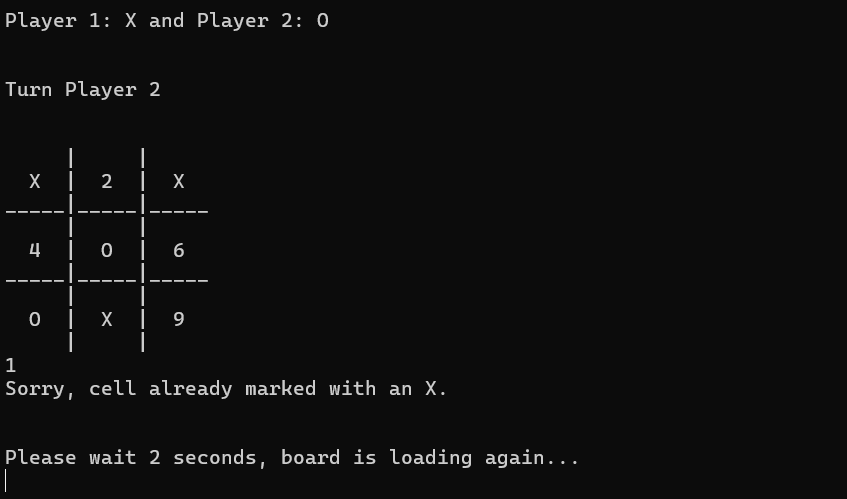 Player 1: X and Player 2: O
Turn Player 2
     |     |
  X  |  2  |  X
_____|_____|_____
     |     |
  4  |  O  |  6
_____|_____|_____
     |     |
  O  |  X  |  9
     |     |
1
Sorry, cell already marked with an X.
Please wait 2 seconds, board is loading again...